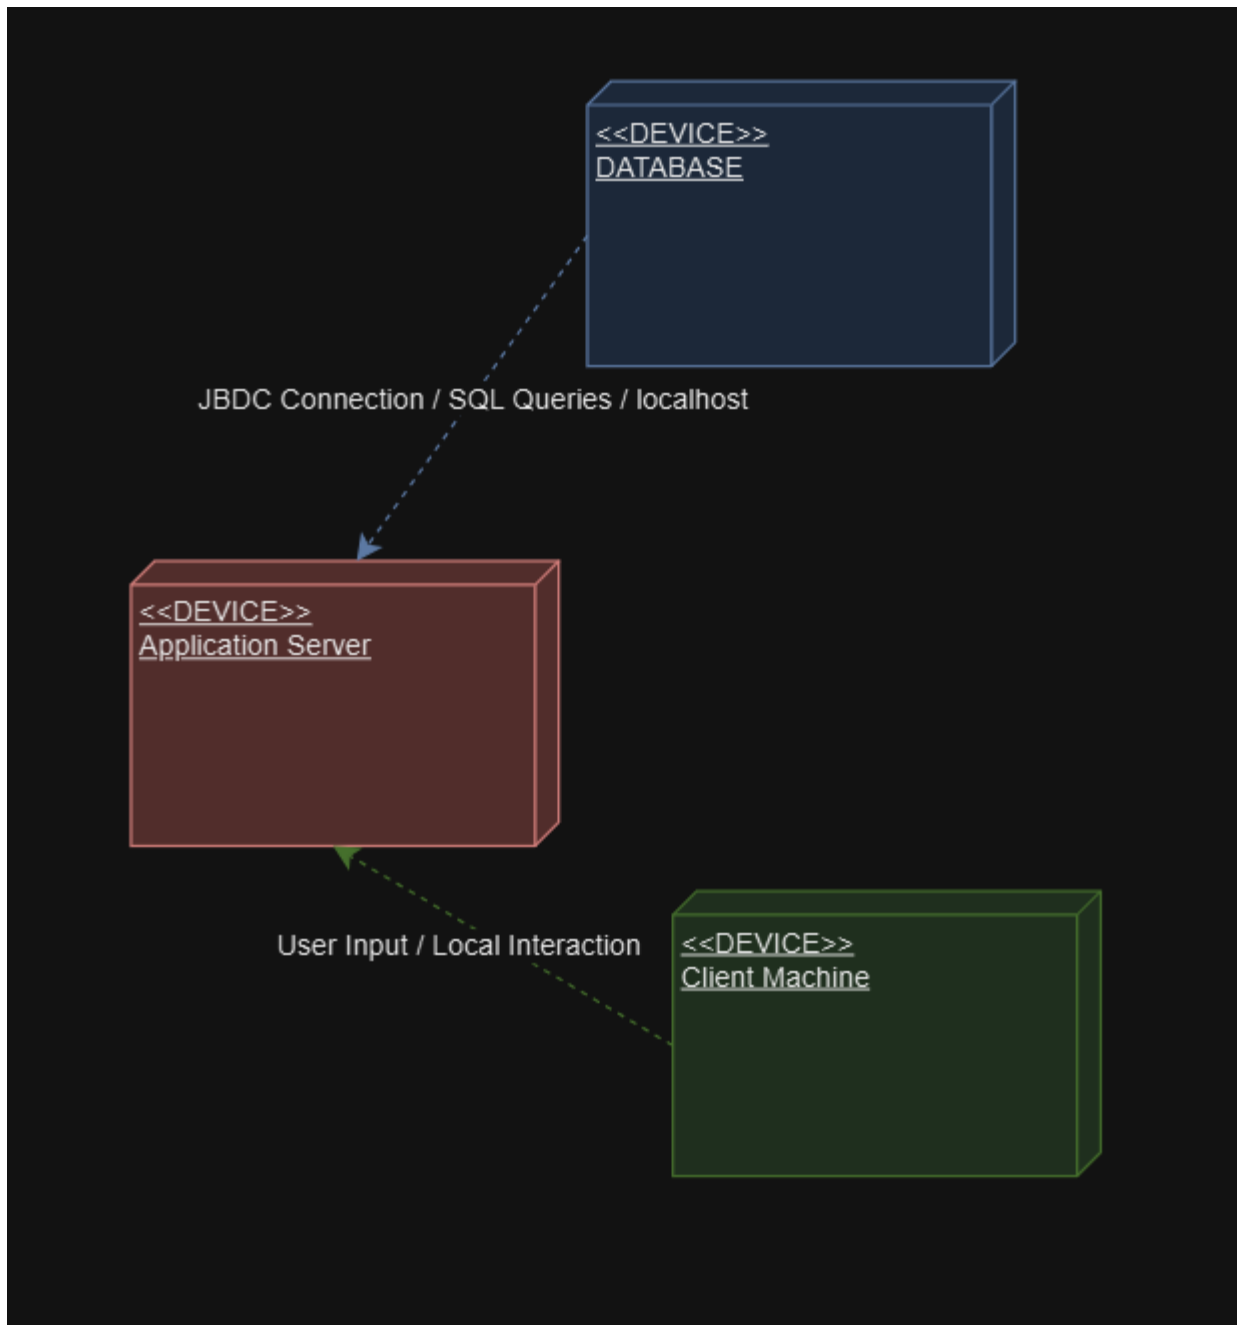 <<DEVICE>>
DATABASE
JBDC Connection / SQL Queries / localhost
<<DEVICE>>
Application Server
User Input / Local Interaction
<<DEVICE>>
Client Machine